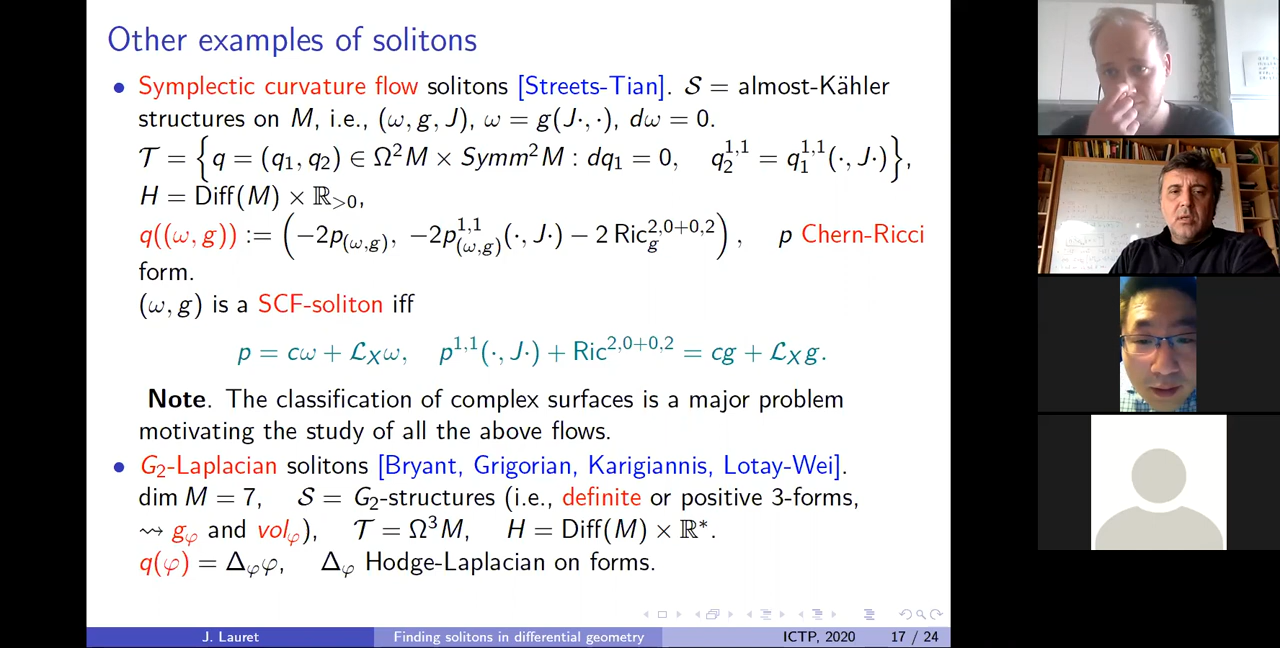 Other examples of solitons
• Symplectic curvature flow solitons [Streets-Tian]. 𝒮 = almost-Kähler
structures on M, i.e., (ω, g, J), ω = g(J·, ·), dω = 0.
𝒯 = {q = (q₁, q₂) ∈ Ω²M × Symm²M : dq₁ = 0, q₂^{1,1} = q₁^{1,1}(·, J·)},
H = Diff(M) × ℝ_{>0},
q((ω, g)) := (−2p_{(ω,g)}, −2p^{1,1}_{(ω,g)}(·, J·) − 2 Ric_g^{2,0+0,2}), p Chern-Ricci
form.
(ω, g) is a SCF-soliton iff
p = cω + ℒ_Xω, p^{1,1}(·, J·) + Ric^{2,0+0,2} = cg + ℒ_Xg.
Note. The classification of complex surfaces is a major problem
motivating the study of all the above flows.
• G₂-Laplacian solitons [Bryant, Grigorian, Karigiannis, Lotay-Wei].
dim M = 7, 𝒮 = G₂-structures (i.e., definite or positive 3-forms,
⇝ g_φ and vol_φ), 𝒯 = Ω³M, H = Diff(M) × ℝ*.
q(φ) = Δ_φφ, Δ_φ Hodge-Laplacian on forms.
J. Lauret Finding solitons in differential geometry ICTP, 2020 17 / 24